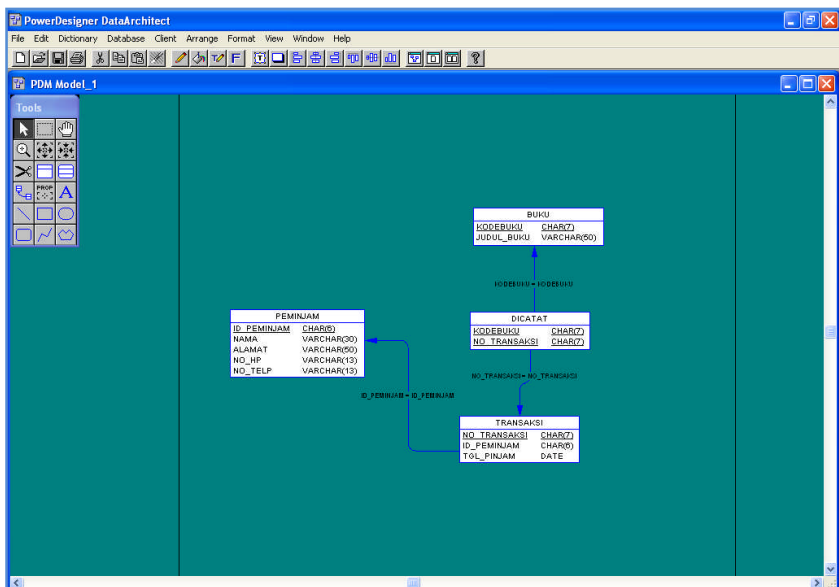 PowerDesigner DataArchitect
File Edit Dictionary Database Client Arrange Format View Window Help
PDM Model_1
Tools
PROP
A
BUKU
KODEBUKU CHAR(7)
JUDUL_BUKU VARCHAR(50)
KODEBUKU = KODEBUKU
PEMINJAM
ID_PEMINJAM CHAR(6)
NAMA VARCHAR(30)
ALAMAT VARCHAR(50)
NO_HP VARCHAR(13)
NO_TELP VARCHAR(13)
DICATAT
KODEBUKU CHAR(7)
NO_TRANSAKSI CHAR(7)
NO_TRANSAKSI = NO_TRANSAKSI
ID_PEMINJAM = ID_PEMINJAM
TRANSAKSI
NO_TRANSAKSI CHAR(7)
ID_PEMINJAM CHAR(6)
TGL_PINJAM DATE